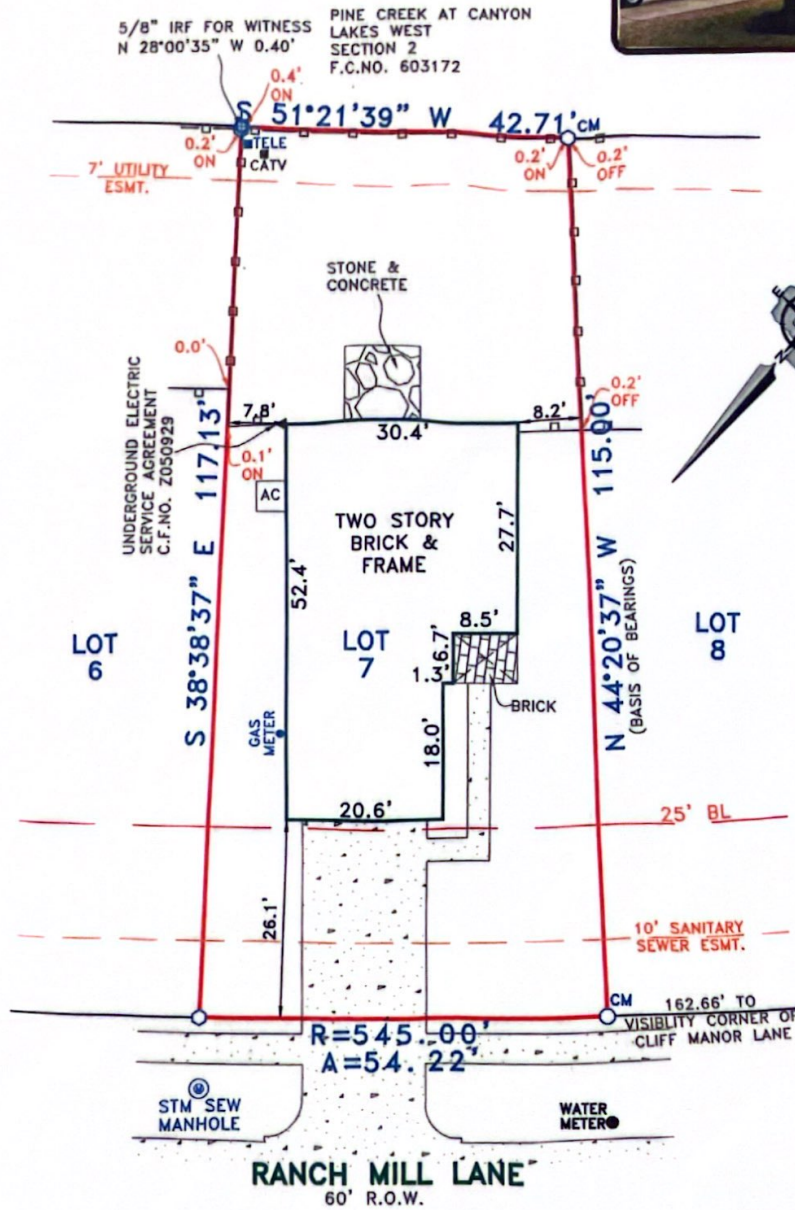 5/8" IRF FOR WITNESS
N 28°00'35" W 0.40'
PINE CREEK AT CANYON
LAKES WEST
SECTION 2
F.C.NO. 603172
0.4'
ON
S 51°21'39" W 42.71'
CM
0.2'
ON
TELE
CATV
0.2'
ON
0.2'
OFF
7' UTILITY
ESMT.
STONE &
CONCRETE
0.0'
0.2'
OFF
7.8'
30.4'
8.2'
0.1'
ON
UNDERGROUND ELECTRIC
SERVICE AGREEMENT
C.F.NO. Z050929
S 38°38'37" E 117.13'
AC
TWO STORY
BRICK &
FRAME
52.4'
27.7'
N 44°20'37" W 115.00'
(BASIS OF BEARINGS)
8.5'
6.7'
1.3'
LOT
6
LOT
7
LOT
8
BRICK
GAS
METER
18.0'
20.6'
25' BL
26.1'
10' SANITARY
SEWER ESMT.
CM
162.66' TO
VISIBLITY CORNER OF
CLIFF MANOR LANE
R=545.00'
A=54.22'
STM SEW
MANHOLE
WATER
METER
RANCH MILL LANE
60' R.O.W.